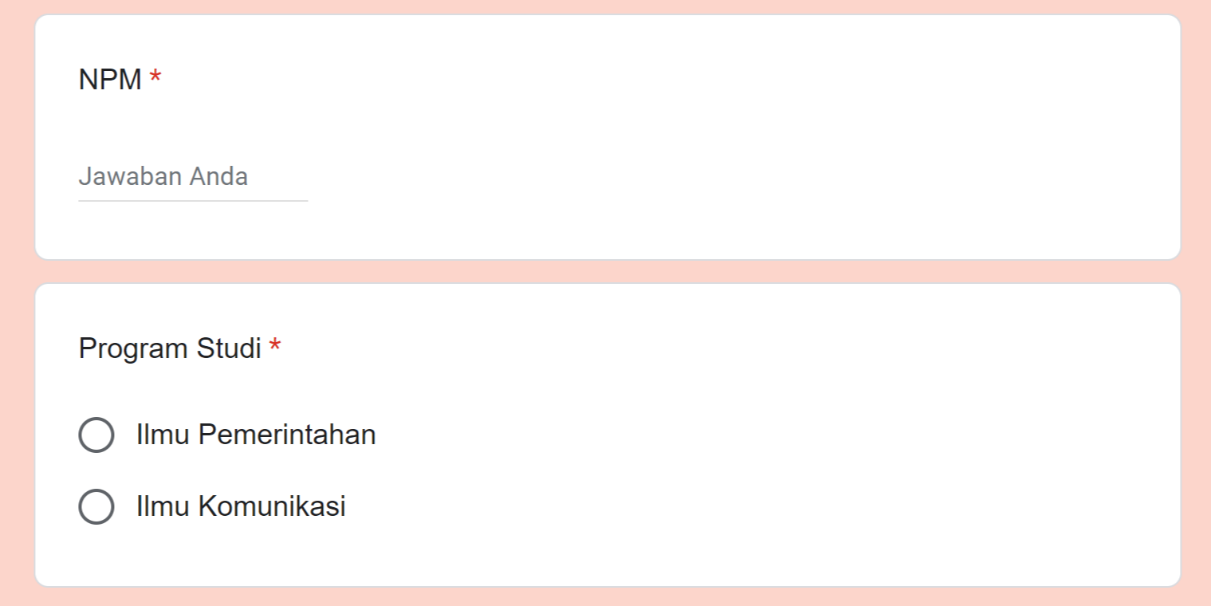 NPM *
Jawaban Anda
Program Studi *
Ilmu Pemerintahan
Ilmu Komunikasi